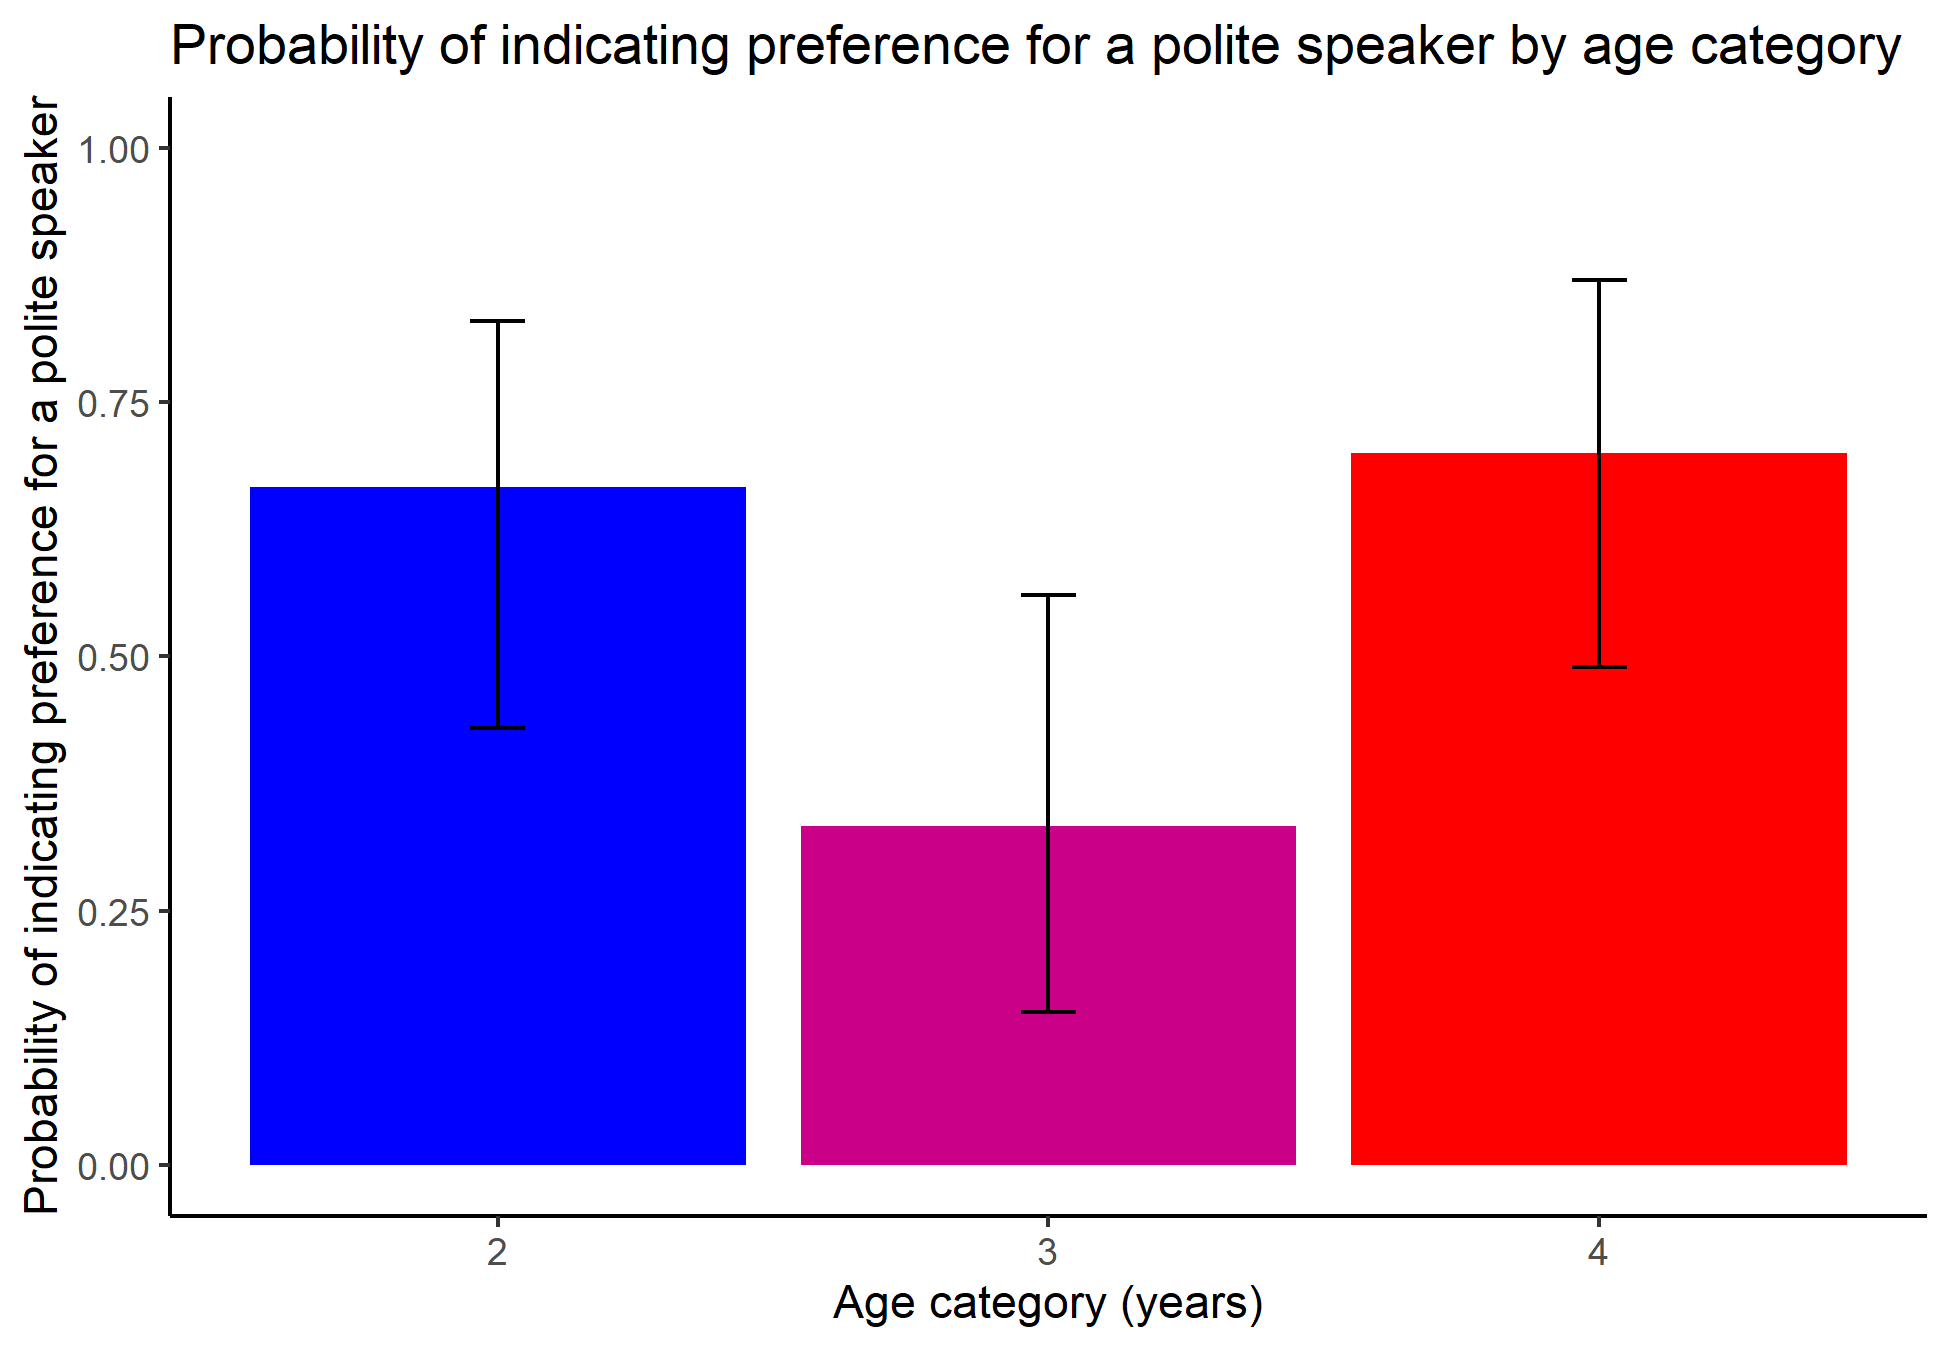 Probability of indicating preference for a polite speaker by age category
Probability of indicating preference for a polite speaker
1.00
0.75
0.50
0.25
0.00
2
3
4
Age category (years)